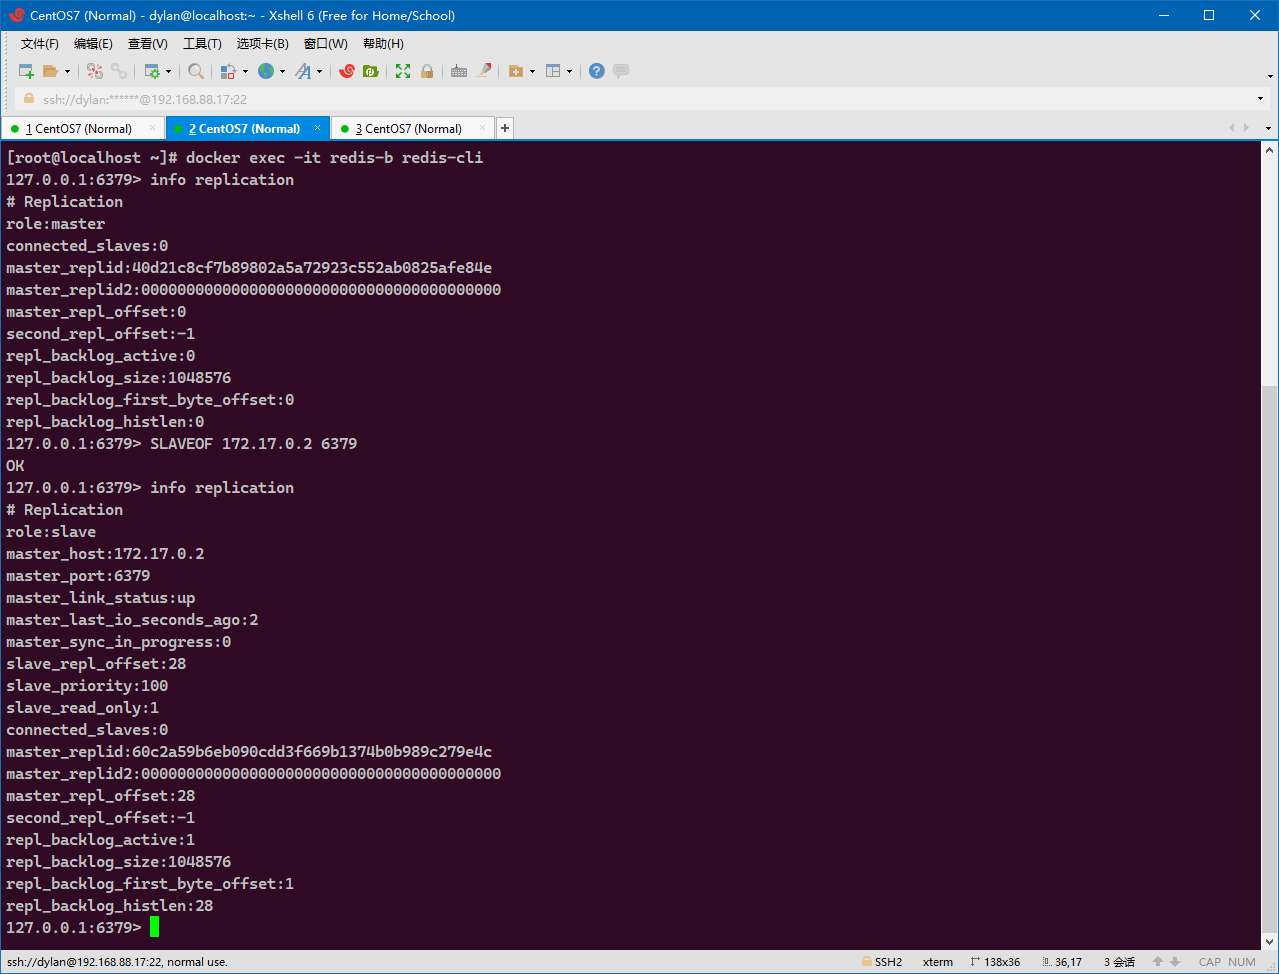 CentOS7 (Normal) - dylan@localhost:~ - Xshell 6 (Free for Home/School)
文件(F) 编辑(E) 查看(V) 工具(T) 选项卡(B) 窗口(W) 帮助(H)
ssh://dylan:******@192.168.88.17:22
1 CentOS7 (Normal) × 2 CentOS7 (Normal) × 3 CentOS7 (Normal) × +
[root@localhost ~]# docker exec -it redis-b redis-cli
127.0.0.1:6379> info replication
# Replication
role:master
connected_slaves:0
master_replid:40d21c8cf7b89802a5a72923c552ab0825afe84e
master_replid2:0000000000000000000000000000000000000000
master_repl_offset:0
second_repl_offset:-1
repl_backlog_active:0
repl_backlog_size:1048576
repl_backlog_first_byte_offset:0
repl_backlog_histlen:0
127.0.0.1:6379> SLAVEOF 172.17.0.2 6379
OK
127.0.0.1:6379> info replication
# Replication
role:slave
master_host:172.17.0.2
master_port:6379
master_link_status:up
master_last_io_seconds_ago:2
master_sync_in_progress:0
slave_repl_offset:28
slave_priority:100
slave_read_only:1
connected_slaves:0
master_replid:60c2a59b6eb090cdd3f669b1374b0b989c279e4c
master_replid2:0000000000000000000000000000000000000000
master_repl_offset:28
second_repl_offset:-1
repl_backlog_active:1
repl_backlog_size:1048576
repl_backlog_first_byte_offset:1
repl_backlog_histlen:28
127.0.0.1:6379>
ssh://dylan@192.168.88.17:22, normal use. SSH2 xterm 138x36 36,17 3 会话 CAP NUM